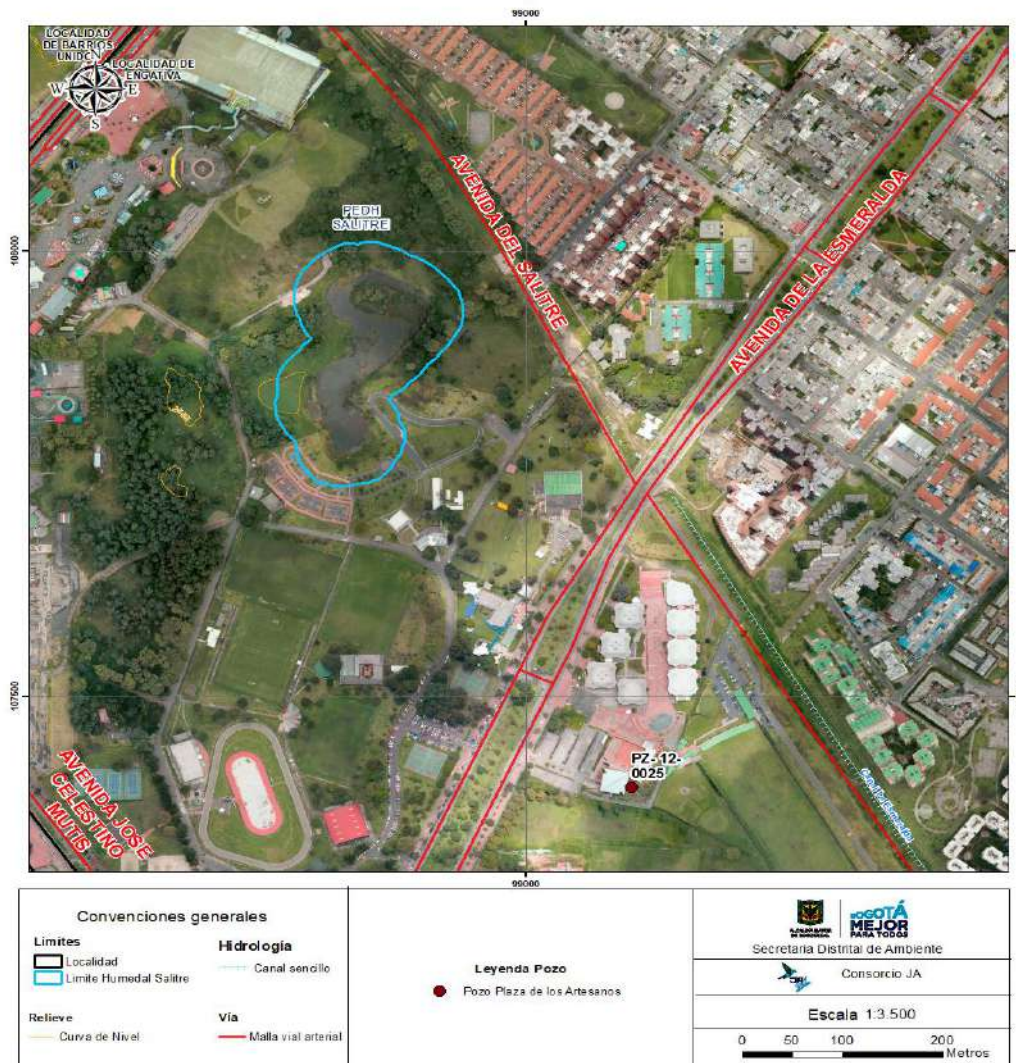 99000
LOCALIDAD
DE BARRIOS
UNIDO
LOCALIDAD DE
ENGATIVA
N
W
E
S
PEDH
SALITRE
AVENIDA DEL SALITRE
AVENIDA DE LA ESMERALDA
108000
107500
PZ-12-
0025
AVENIDA JOSE
CELESTINO
MUTIS
99000
Convenciones generales
Limites
Localidad
Limite Humedal Salitre
Hidrología
Canal sencillo
Relieve
Curva de Nivel
Vía
Malla vial arterial
Leyenda Pozo
Pozo Plaza de los Artesanos
BOGOTÁ
MEJOR
PARA TODOS
Secretaria Distrital de Ambiente
Consorcio JA
Escala 1:3.500
0 50 100 200
Metros